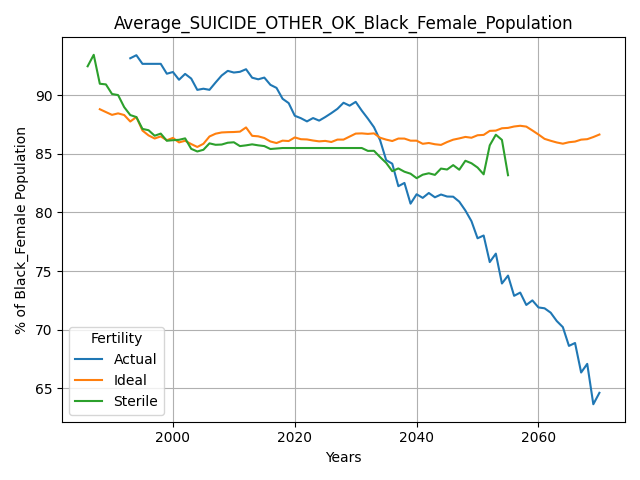 Average_SUICIDE_OTHER_OK_Black_Female_Population
% of Black_Female Population
90
85
80
75
70
65
Fertility
Actual
Ideal
Sterile
2000
2020
2040
2060
Years